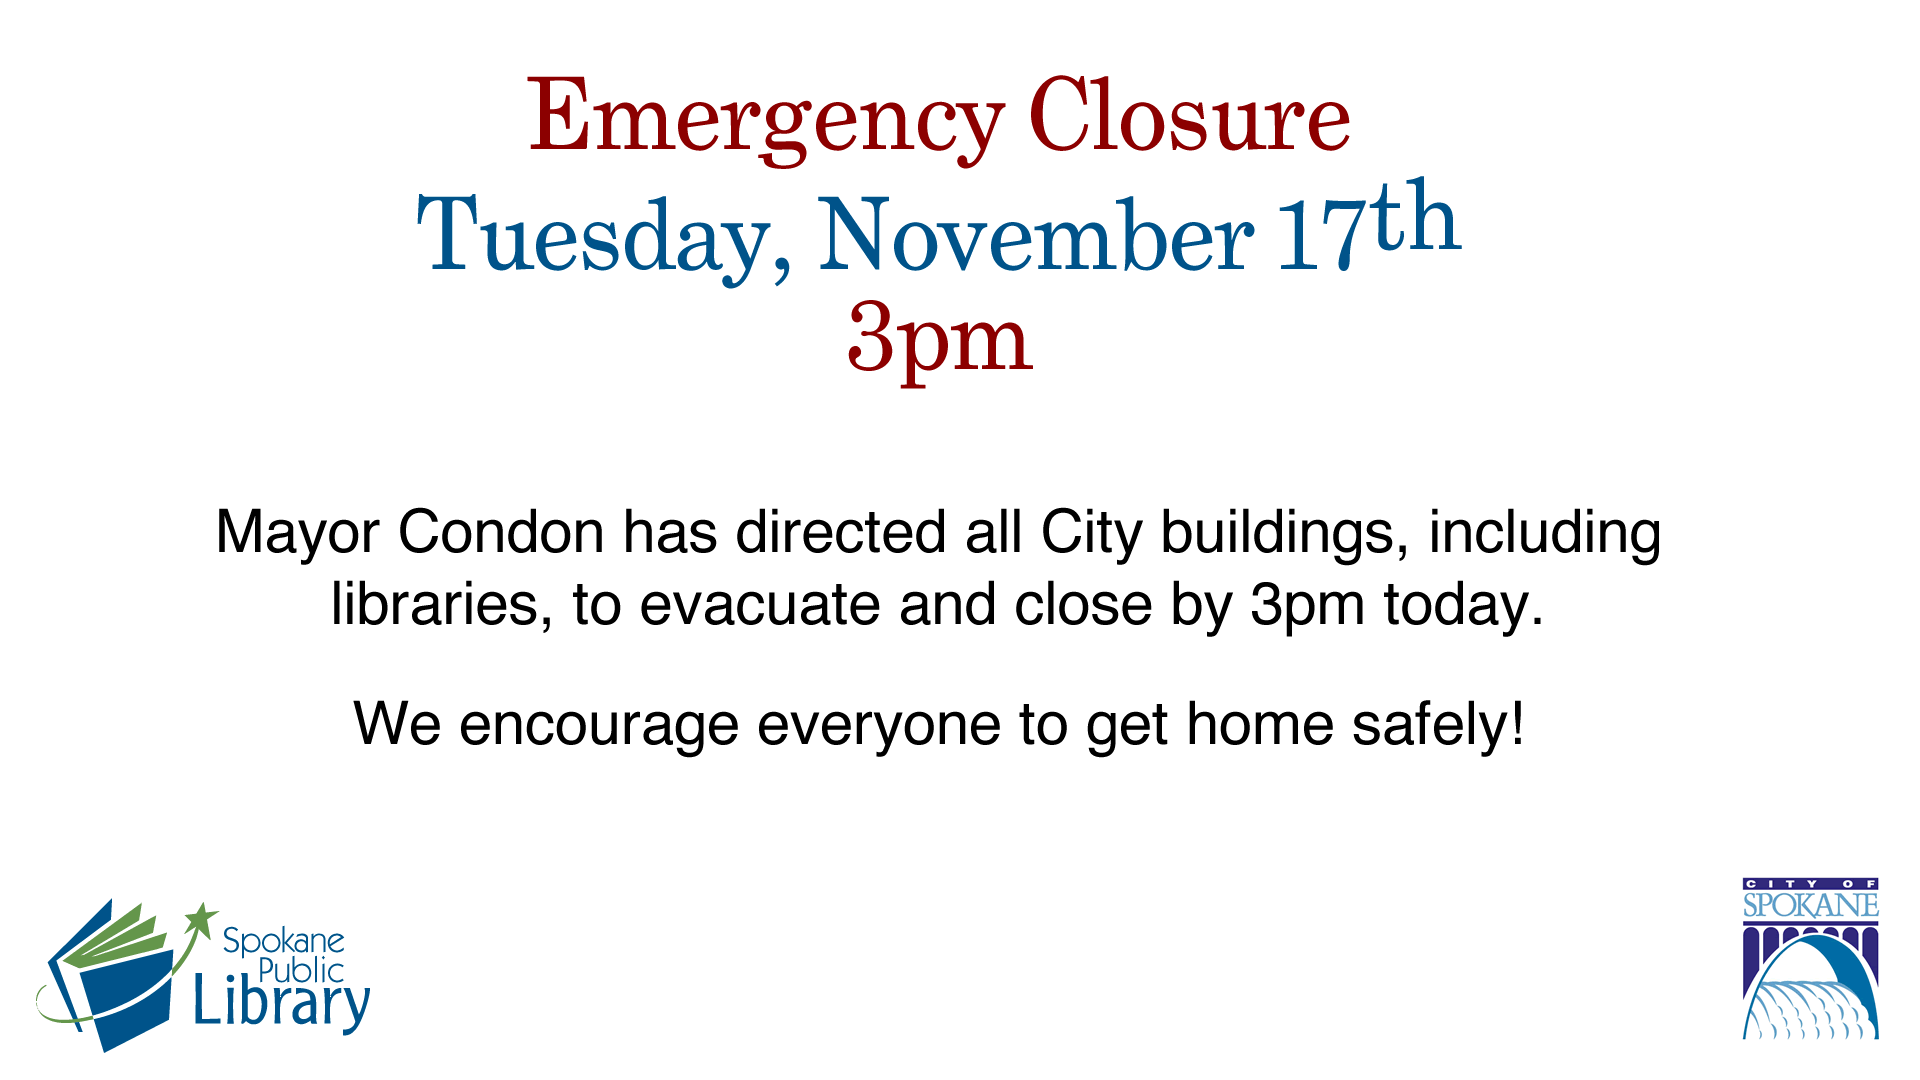 Emergency Closure
Tuesday, November 17th
3pm
Mayor Condon has directed all City buildings, including
libraries, to evacuate and close by 3pm today.
We encourage everyone to get home safely!
Spokane
Public
Library
CITY OF
SPOKANE